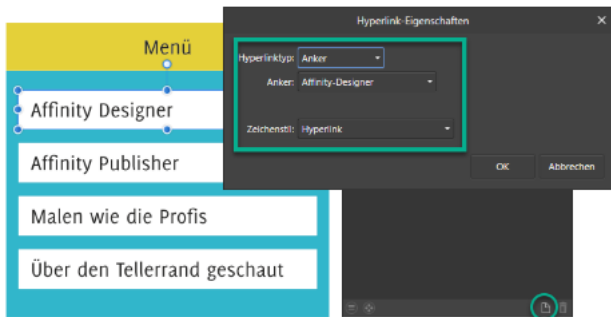 Menü
Affinity Designer
Affinity Publisher
Malen wie die Profis
Über den Tellerrand geschaut
Hyperlink-Eigenschaften
Hyperlinktyp: Anker
Anker: Affinity-Designer
Zeichenstil: Hyperlink
OK Abbrechen